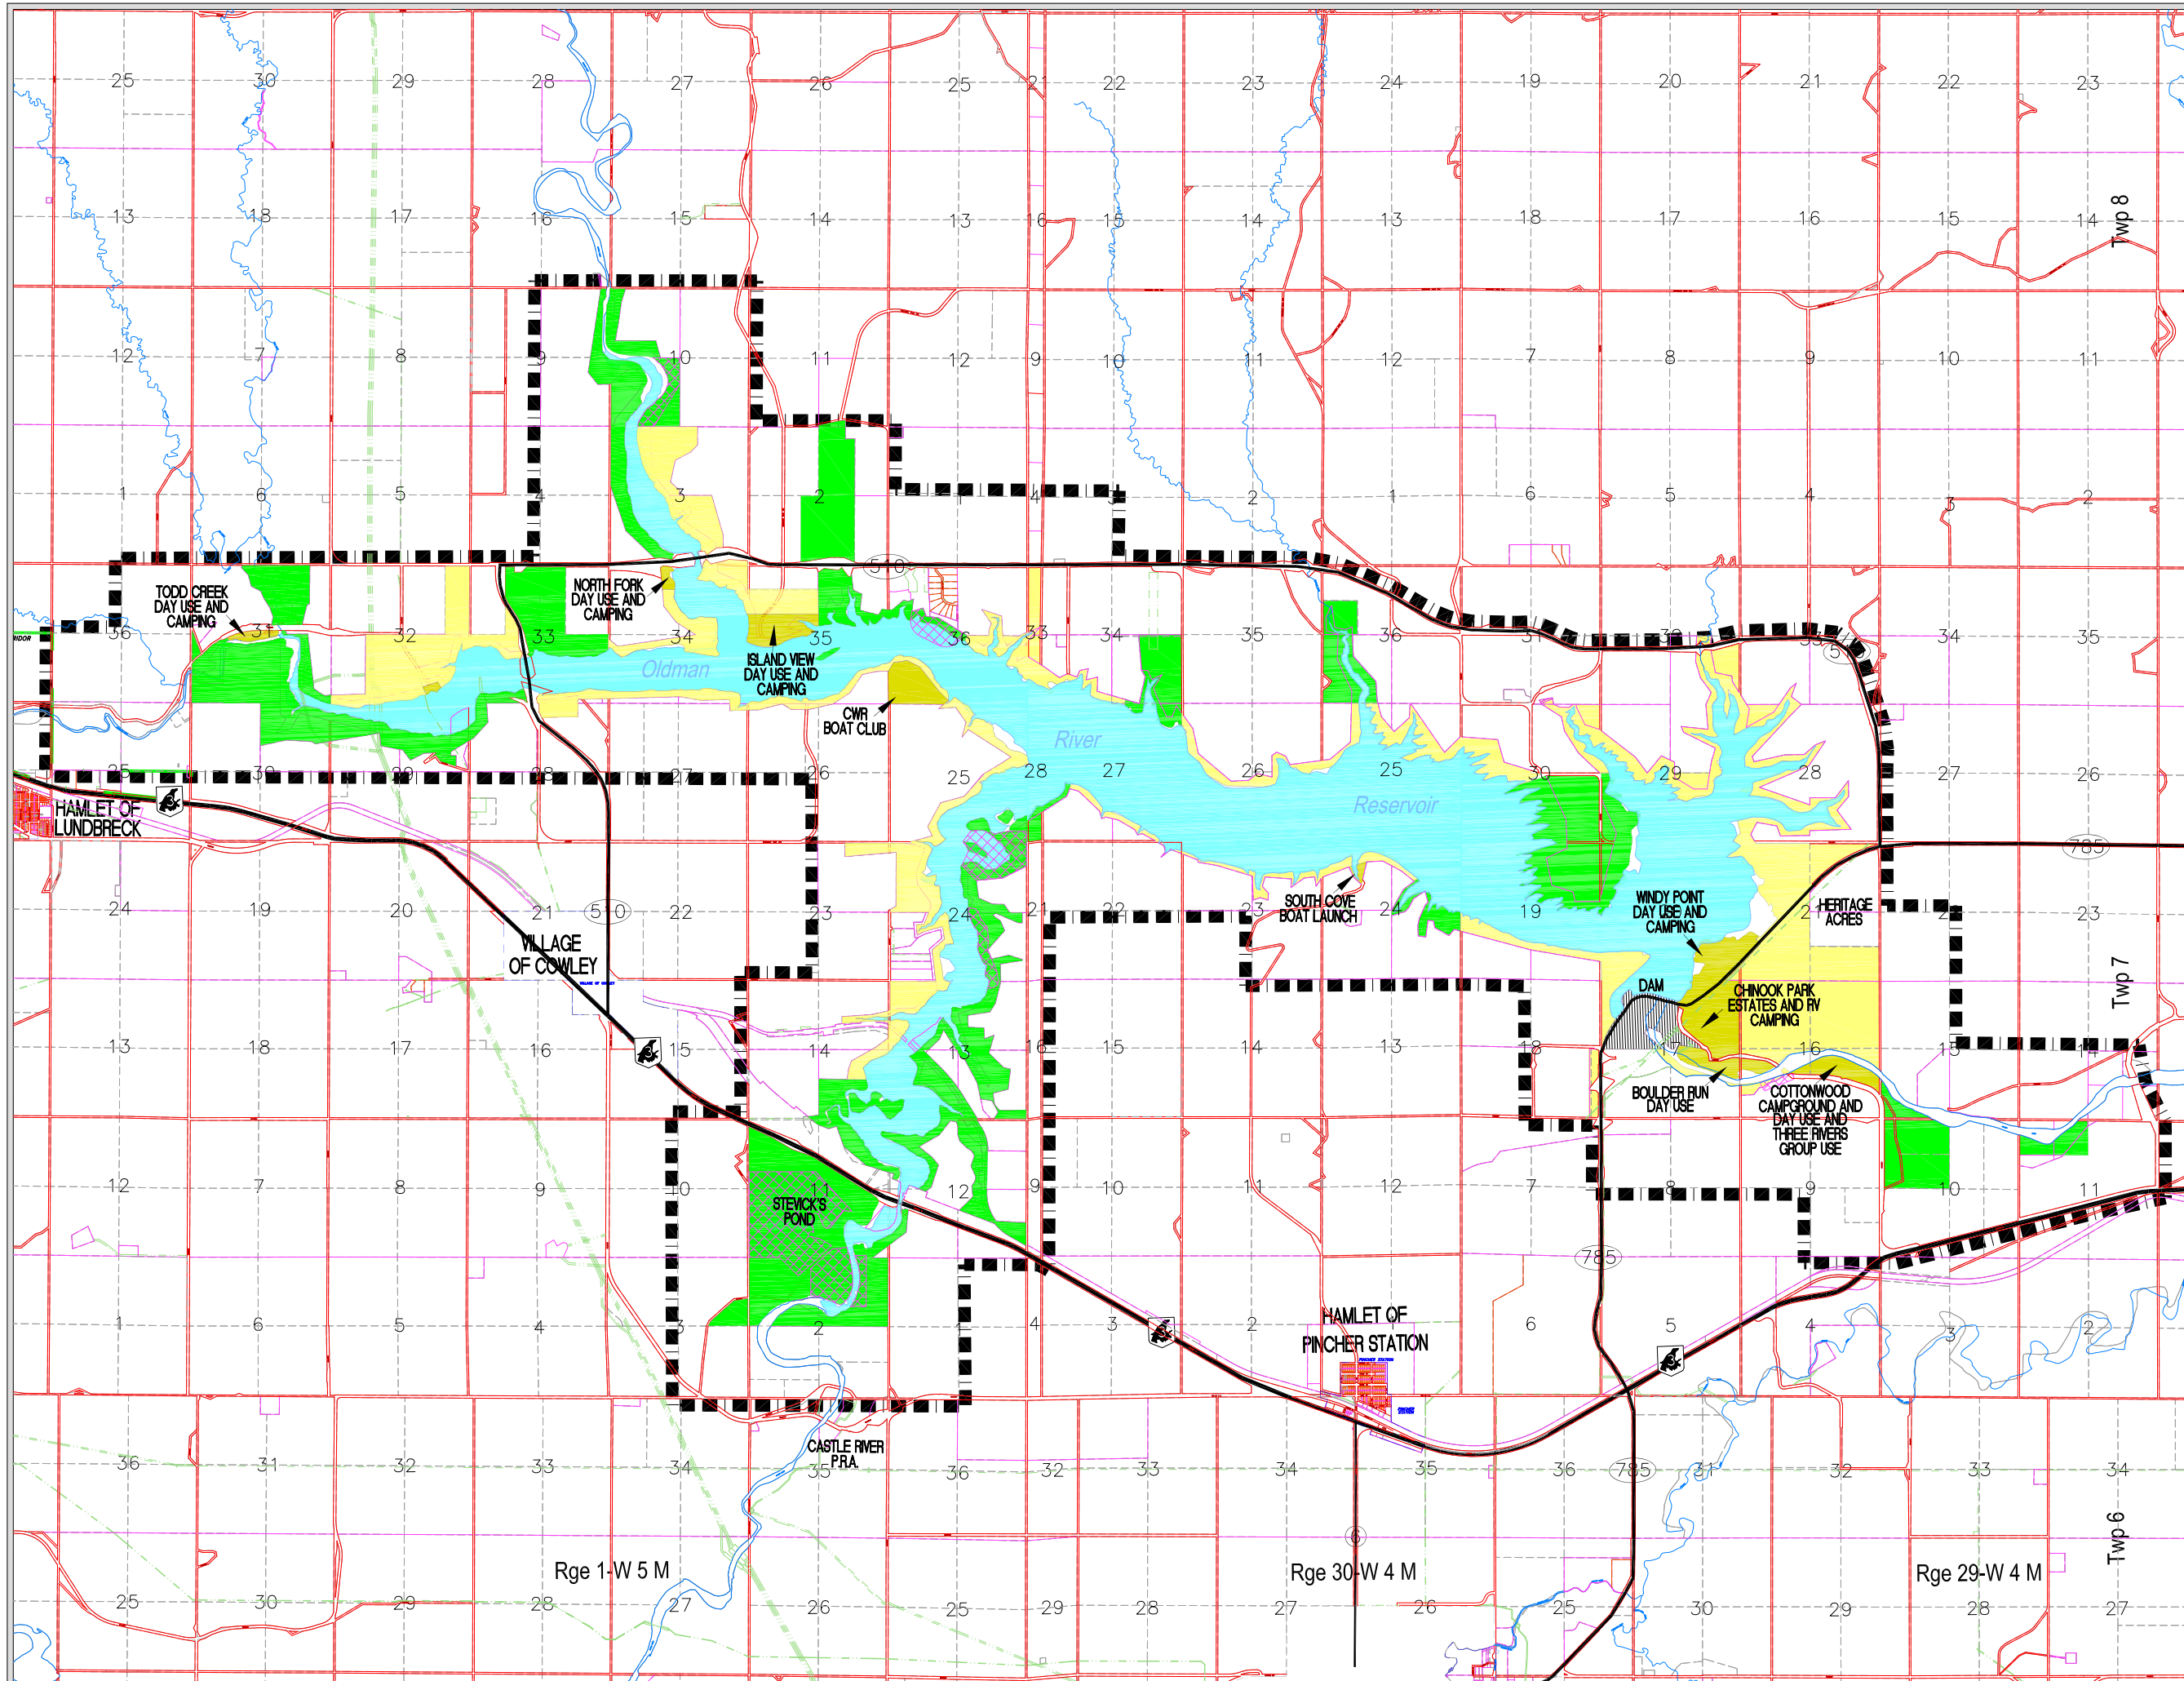 25 30 29 28 27 26 25 21 22 23 24 19 20 21 22 23
13 18 17 16 15 14 13 16 15 14 13 18 17 16 15 14
Twp 8
12 7 8 9 10 11 12 9 10 11 12 7 8 9 10 11
1 6 5 4 3 2 1 4 3 2 1 6 5 4 3 2
510
TODD CREEK
DAY USE AND
CAMPING
NORTH FORK
DAY USE AND
CAMPING
36 31 32 33 34 35 36 33 34 35 36 31 32 33 34 35
RIDOR
ISLAND VIEW
DAY USE AND
CAMPING
Oldman
CWR
BOAT CLUB
River
25 30 29 28 27 26 25 28 27 26 25 30 29 28 27 26
Reservoir
HAMLET OF
LUNDBRECK
3
785
24 19 20 21 510 22 23 24 21 23 24 19 21 23
SOUTH COVE
BOAT LAUNCH
WINDY POINT
DAY USE AND
CAMPING
HERITAGE
ACRES
VILLAGE
OF COWLEY
VILLAGE OF COWLEY
Twp 7
DAM
CHINOOK PARK
ESTATES AND RV
CAMPING
13 18 17 16 15 14 13 16 15 14 13 18 17 16 15 14
3
BOULDER RUN
DAY USE
COTTONWOOD
CAMPGROUND AND
DAY USE AND
THREE RIVERS
GROUP USE
12 7 8 9 10 11 12 9 10 11 12 7 8 9 10 11
STEVICK'S
POND
785
1 6 5 4 3 2 1 4 3 2 6 5 4 3 2
3
3
HAMLET OF
PINCHER STATION
PINCHER STATION
PINCHER
STATION
CASTLE RIVER
P.R.A.
36 31 32 33 34 35 36 32 33 34 35 36 785 31 32 33 34
6
Twp 6
Rge 1-W 5 M
Rge 30-W 4 M
Rge 29-W 4 M
25 30 29 28 27 26 25 29 28 27 26 25 30 29 28 27